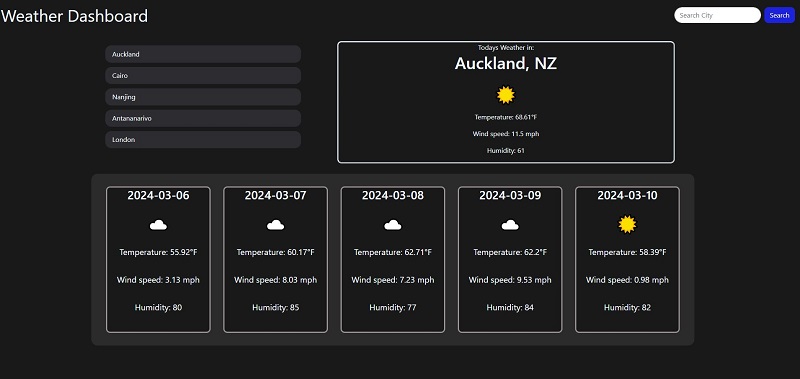 Weather Dashboard
Search City
Search
Auckland
Cairo
Nanjing
Antananarivo
London
Todays Weather in:
Auckland, NZ
Temperature: 68.61°F
Wind speed: 11.5 mph
Humidity: 61
2024-03-06
Temperature: 55.92°F
Wind speed: 3.13 mph
Humidity: 80
2024-03-07
Temperature: 60.17°F
Wind speed: 8.03 mph
Humidity: 85
2024-03-08
Temperature: 62.71°F
Wind speed: 7.23 mph
Humidity: 77
2024-03-09
Temperature: 62.2°F
Wind speed: 9.53 mph
Humidity: 84
2024-03-10
Temperature: 58.39°F
Wind speed: 0.98 mph
Humidity: 82